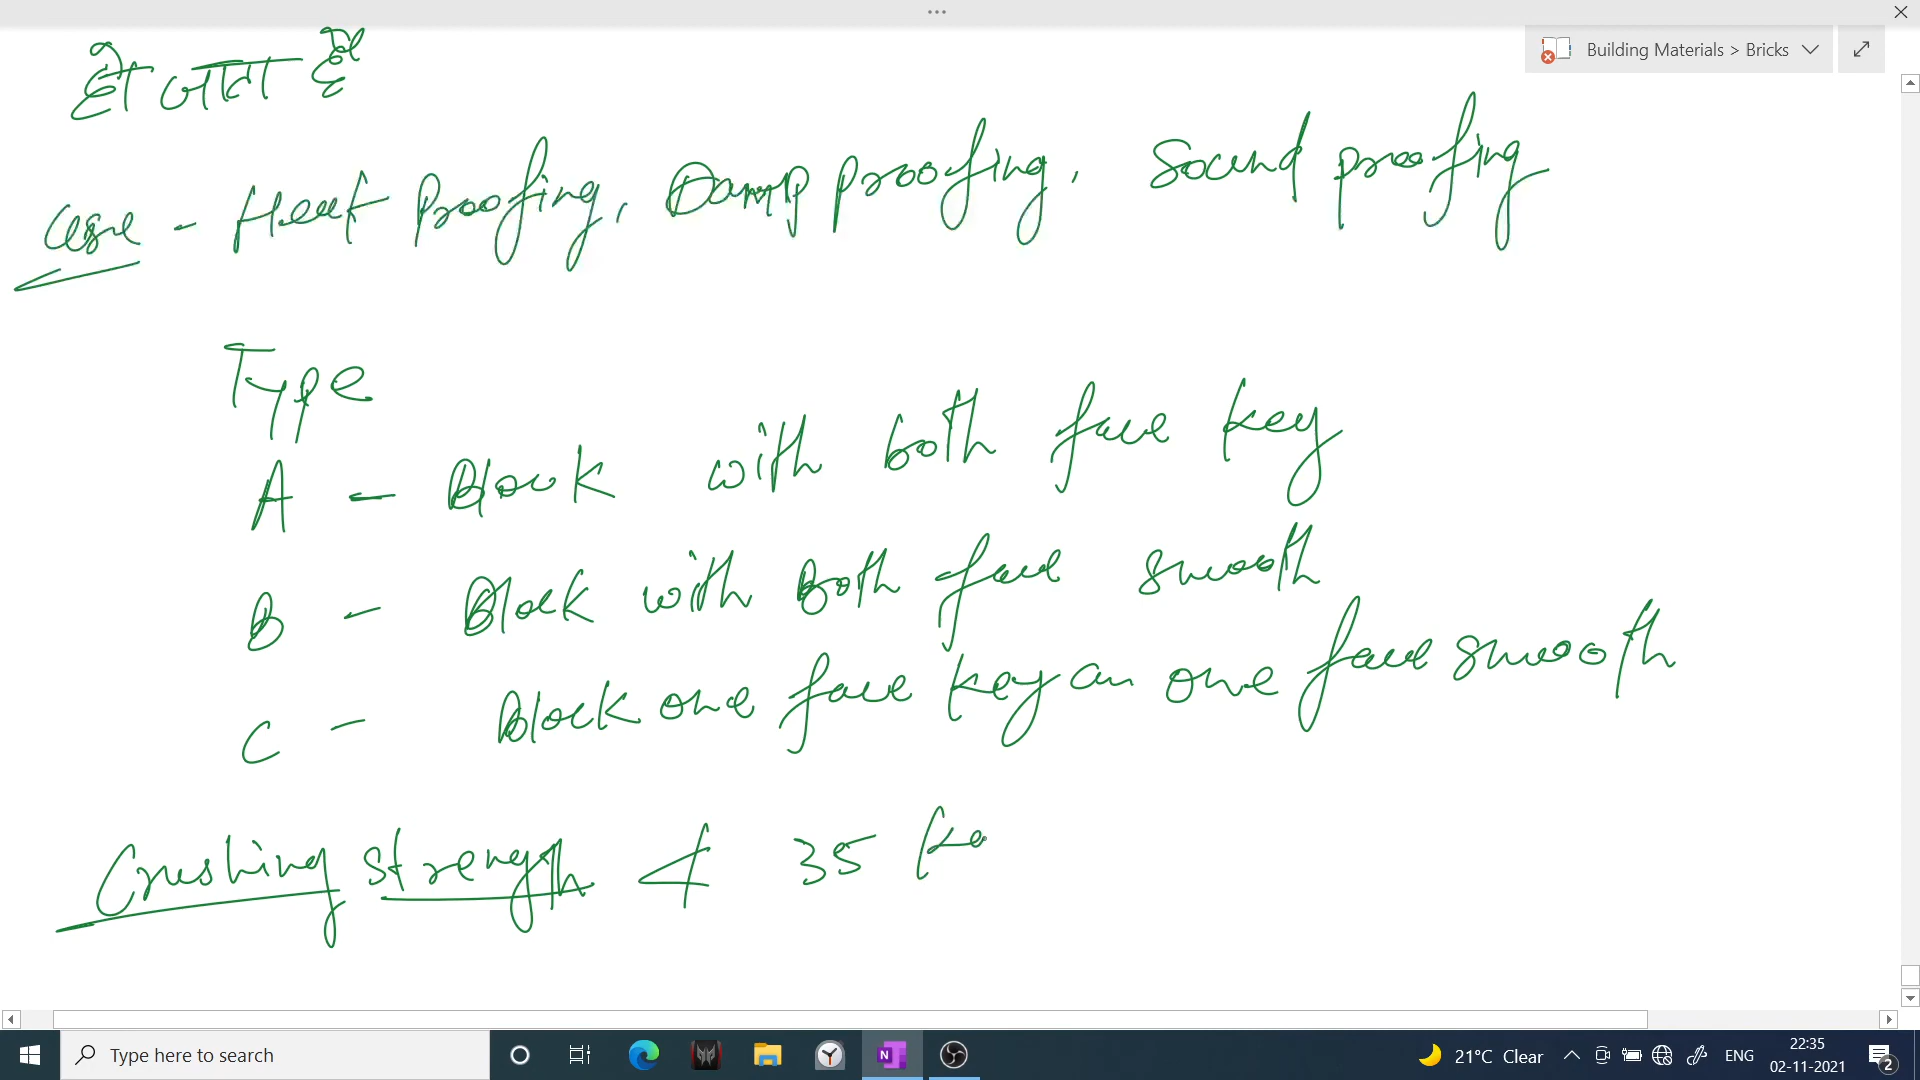 ...
Building Materials > Bricks
हो जाता है
use - Heat Proofing, Damp proofing, Sound proofing
Type
A - Block with both face key
B - Block with Both face smooth
C - Block one face key an one face smooth
Crushing strength ≮ 35 kg
Type here to search
21°C Clear
ENG
22:35
02-11-2021
2